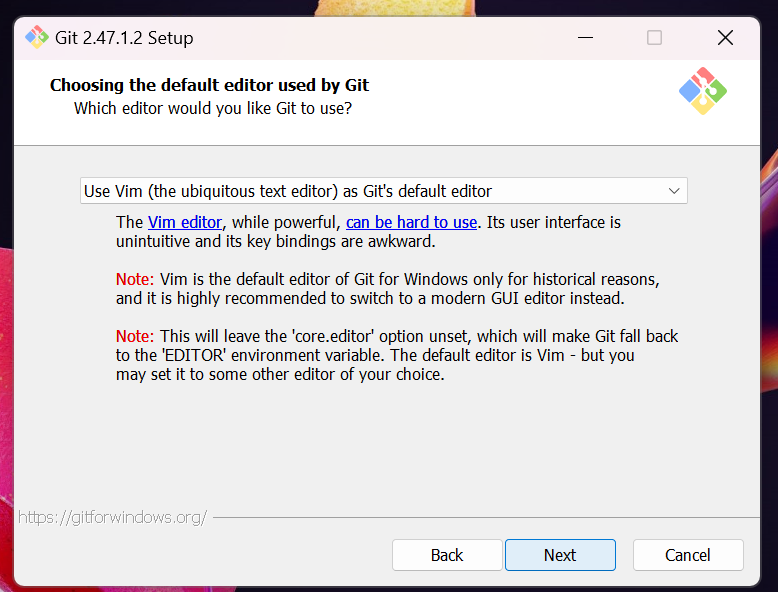 Git 2.47.1.2 Setup
Choosing the default editor used by Git
Which editor would you like Git to use?
Use Vim (the ubiquitous text editor) as Git's default editor
The Vim editor, while powerful, can be hard to use. Its user interface is
unintuitive and its key bindings are awkward.
Note: Vim is the default editor of Git for Windows only for historical reasons,
and it is highly recommended to switch to a modern GUI editor instead.
Note: This will leave the 'core.editor' option unset, which will make Git fall back
to the 'EDITOR' environment variable. The default editor is Vim - but you
may set it to some other editor of your choice.
https://gitforwindows.org/
Back
Next
Cancel